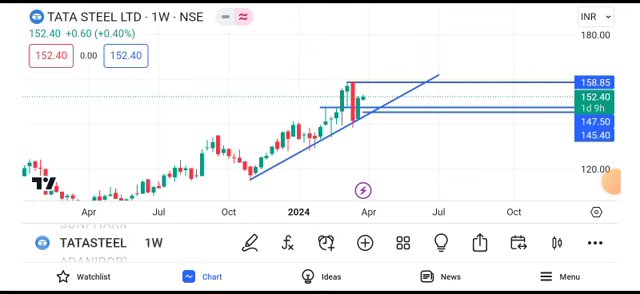 TATA STEEL LTD · 1W · NSE
INR
152.40 +0.60 (+0.40%)
180.00
152.40 0.00 152.40
158.85
152.40
1d 9h
147.50
145.40
120.00
Apr Jul Oct 2024 Apr Jul Oct
TATASTEEL 1W
Watchlist Chart Ideas News Menu